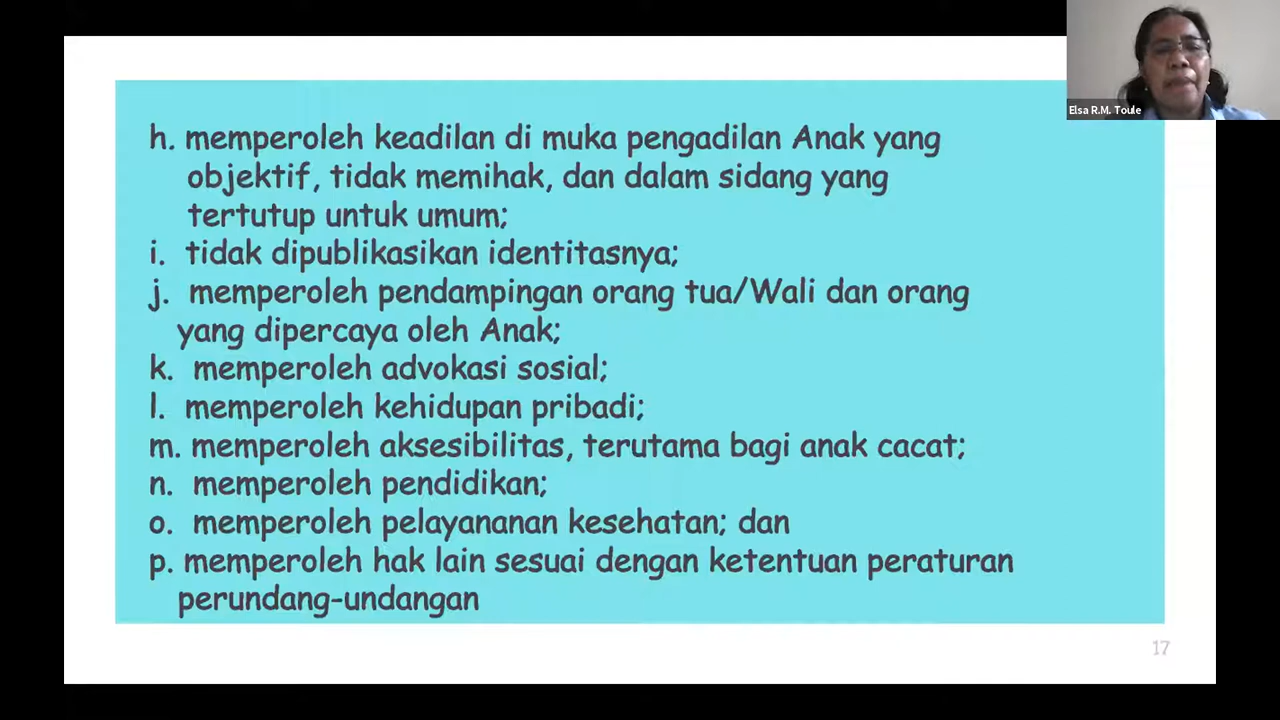 Elsa R.M. Toule
h. memperoleh keadilan di muka pengadilan Anak yang
objektif, tidak memihak, dan dalam sidang yang
tertutup untuk umum;
i. tidak dipublikasikan identitasnya;
j. memperoleh pendampingan orang tua/Wali dan orang
yang dipercaya oleh Anak;
k. memperoleh advokasi sosial;
l. memperoleh kehidupan pribadi;
m. memperoleh aksesibilitas, terutama bagi anak cacat;
n. memperoleh pendidikan;
o. memperoleh pelayananan kesehatan; dan
p. memperoleh hak lain sesuai dengan ketentuan peraturan
perundang-undangan
17